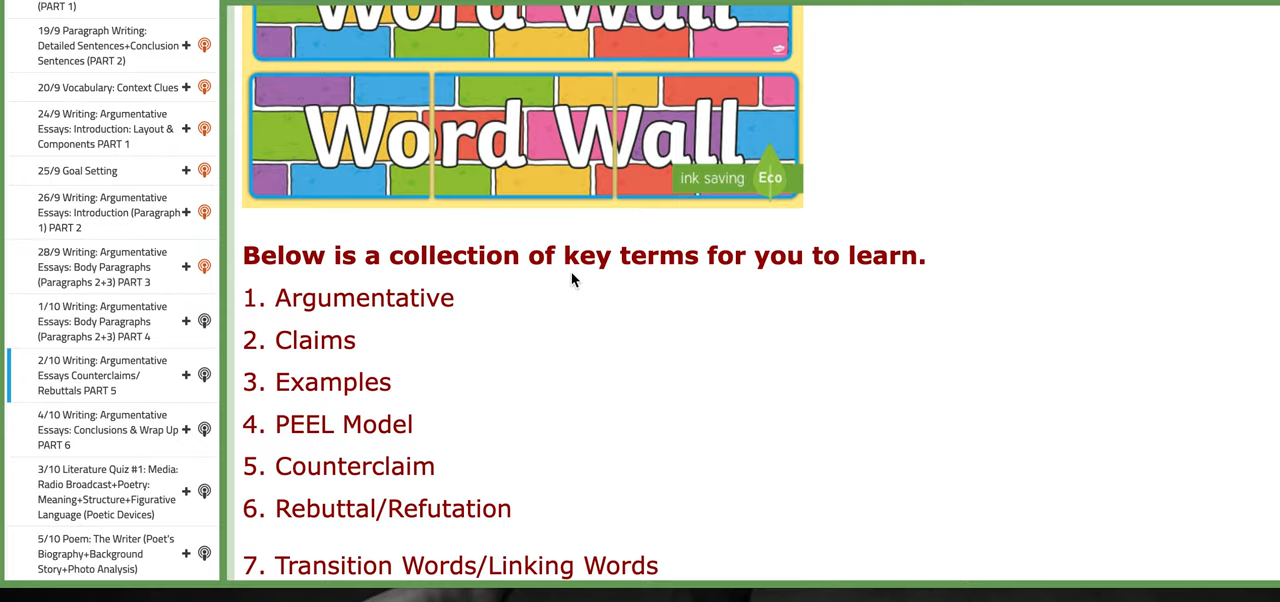 (PART 1)
19/9 Paragraph Writing:
Detailed Sentences+Conclusion
Sentences (PART 2)
20/9 Vocabulary: Context Clues
24/9 Writing: Argumentative
Essays: Introduction: Layout &
Components PART 1
25/9 Goal Setting
26/9 Writing: Argumentative
Essays: Introduction (Paragraph
1) PART 2
28/9 Writing: Argumentative
Essays: Body Paragraphs
(Paragraphs 2+3) PART 3
1/10 Writing: Argumentative
Essays: Body Paragraphs
(Paragraphs 2+3) PART 4
2/10 Writing: Argumentative
Essays Counterclaims/
Rebuttals PART 5
4/10 Writing: Argumentative
Essays: Conclusions & Wrap Up
PART 6
3/10 Literature Quiz #1: Media:
Radio Broadcast+Poetry:
Meaning+Structure+Figurative
Language (Poetic Devices)
5/10 Poem: The Writer (Poet's
Biography+Background
Story+Photo Analysis)
Word Wall
Word Wall
ink saving Eco
Below is a collection of key terms for you to learn.
1. Argumentative
2. Claims
3. Examples
4. PEEL Model
5. Counterclaim
6. Rebuttal/Refutation
7. Transition Words/Linking Words